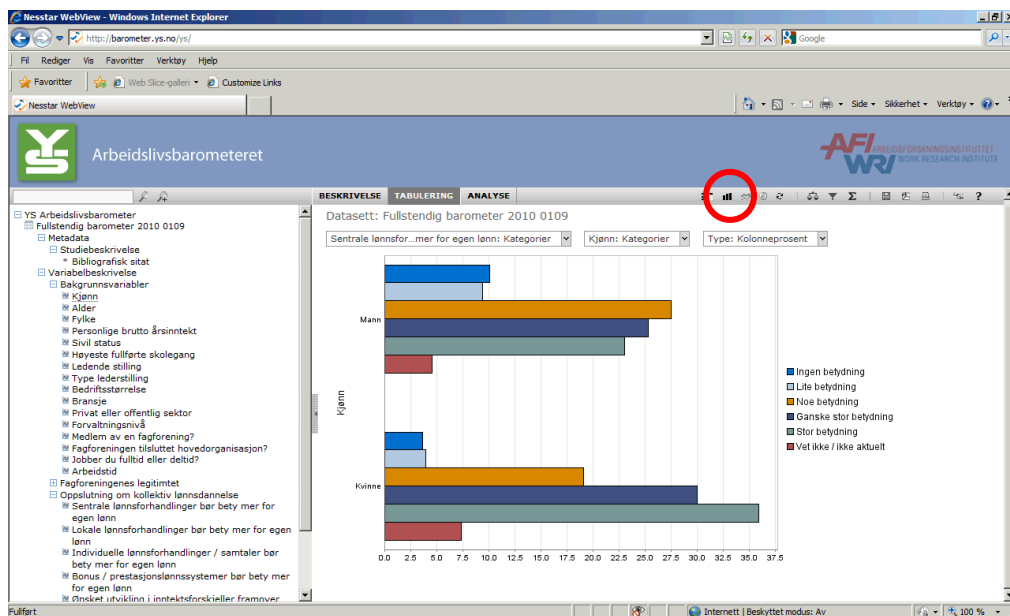 Nesstar WebView - Windows Internet Explorer
http://barometer.ys.no/ys/
Google
Fil Rediger Vis Favoritter Verktøy Hjelp
Favoritter Web Slice-galleri Customize Links
Nesstar WebView
Side Sikkerhet Verktøy
YS Arbeidslivsbarometeret
AFI ARBEIDSFORSKNINGSINSTITUTTET
WRI WORK RESEARCH INSTITUTE
BESKRIVELSE TABULERING ANALYSE
YS Arbeidslivsbarometer
Fullstendig barometer 2010 0109
Metadata
Studiebeskrivelse
Bibliografisk sitat
Variabelbeskrivelse
Bakgrunnsvariabler
Kjønn
Alder
Fylke
Personlige brutto årsinntekt
Sivil status
Høyeste fullførte skolegang
Ledende stilling
Type lederstilling
Bedriftsstørrelse
Bransje
Privat eller offentlig sektor
Forvaltningsnivå
Medlem av en fagforening?
Fagforeningen tilsluttet hovedorganisasjon?
Jobber du fulltid eller deltid?
Arbeidstid
Fagforeningenes legitimtet
Oppslutning om kollektiv lønnsdannelse
Sentrale lønnsforhandlinger bør bety mer for
egen lønn
Lokale lønnsforhandlinger bør bety mer for egen
lønn
Individuelle lønnsforhandlinger / samtaler bør
bety mer for egen lønn
Bonus / prestasjonslønnssystemer bør bety mer
for egen lønn
Ønsket utvikling i inntektsforskjeller framover
Datasett: Fullstendig barometer 2010 0109
Sentrale lønnsfor...mer for egen lønn: Kategorier Kjønn: Kategorier Type: Kolonneprosent
Mann
Kjønn
Kvinne
0.0 2.5 5.0 7.5 10.0 12.5 15.0 17.5 20.0 22.5 25.0 27.5 30.0 32.5 35.0 37.5
Ingen betydning
Lite betydning
Noe betydning
Ganske stor betydning
Stor betydning
Vet ikke / ikke aktuelt
Fullført Internett | Beskyttet modus: Av 100 %